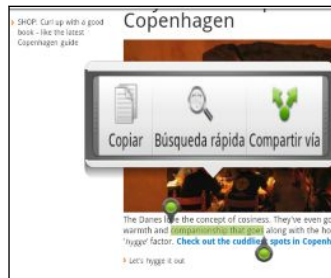 Copenhagen
SHOP: Curl up with a good
book - like the latest
Copenhagen guide
Copiar Búsqueda rápida Compartir vía
The Danes love the concept of cosiness. They've even go
warmth and companionship that goes along with the ho
'hygge' factor. Check out the cuddliest spots in Copenh
Let's hygge it out